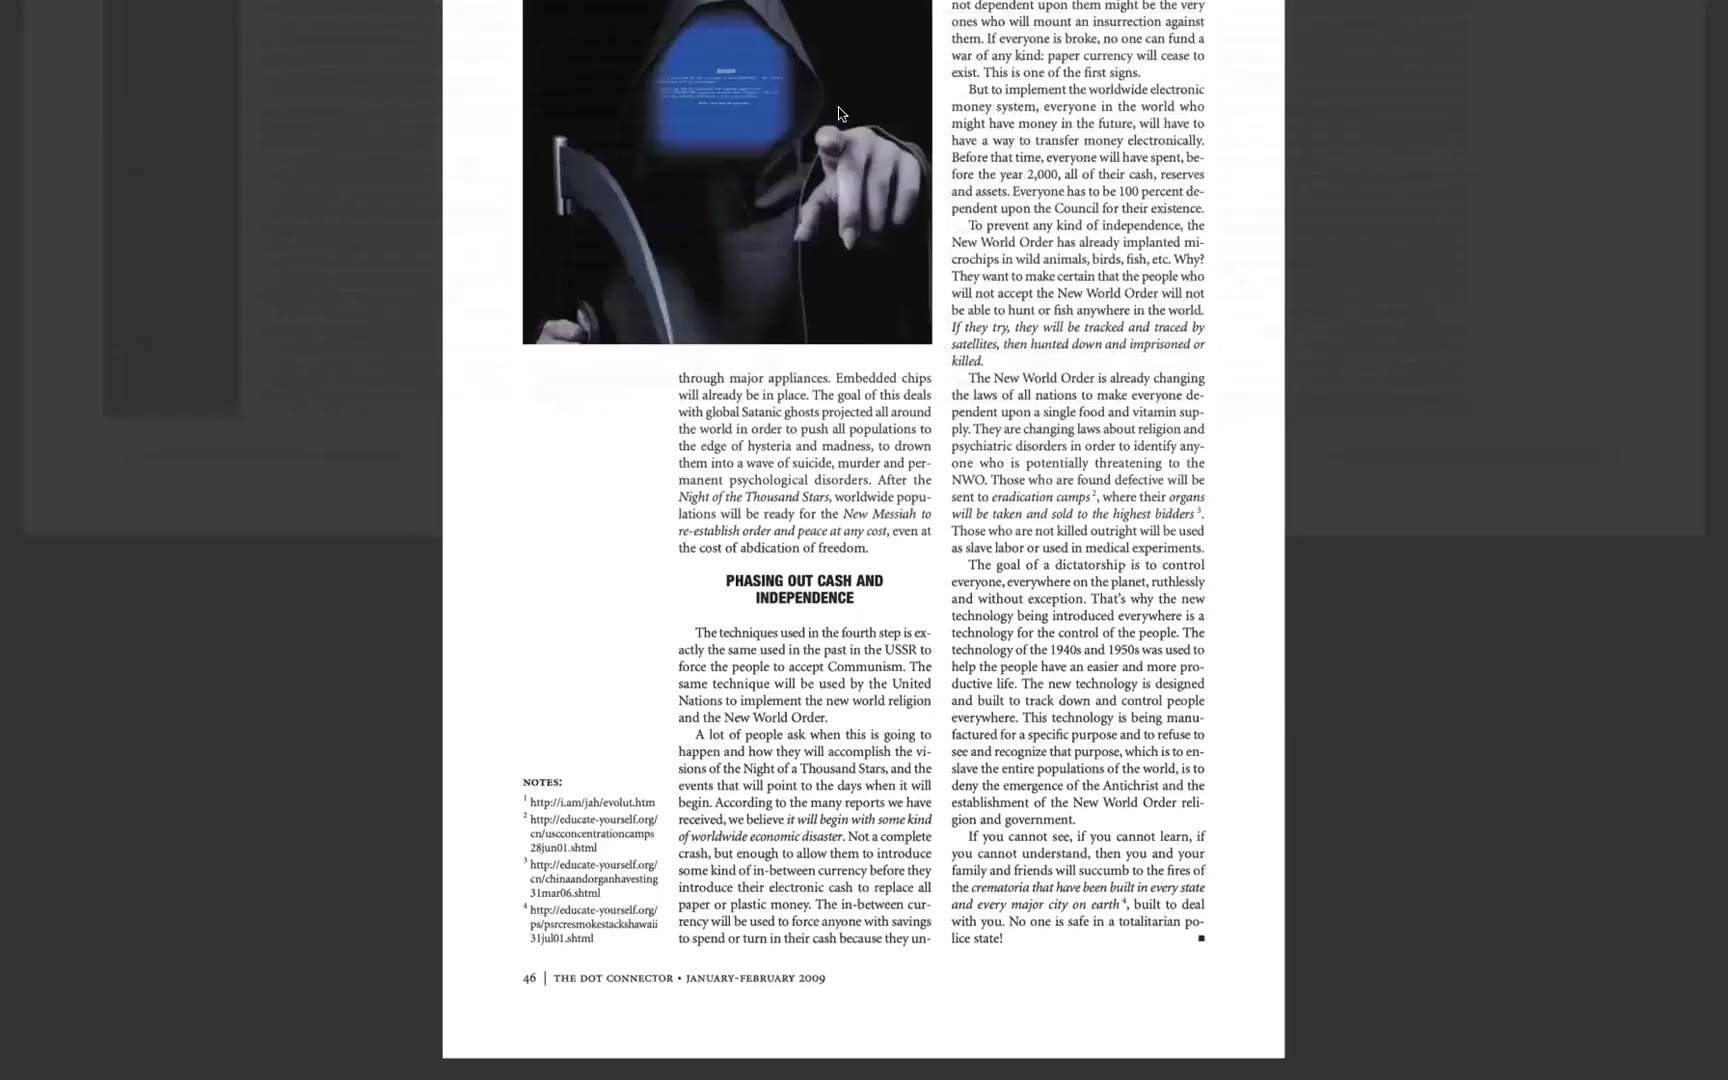 through major appliances. Embedded chips
will already be in place. The goal of this deals
with global Satanic ghosts projected all around
the world in order to push all populations to
the edge of hysteria and madness, to drown
them into a wave of suicide, murder and per-
manent psychological disorders. After the
Night of the Thousand Stars, worldwide popu-
lations will be ready for the New Messiah to
re-establish order and peace at any cost, even at
the cost of abdication of freedom.
PHASING OUT CASH AND
INDEPENDENCE
The techniques used in the fourth step is ex-
actly the same used in the past in the USSR to
force the people to accept Communism. The
same technique will be used by the United
Nations to implement the new world religion
and the New World Order.
A lot of people ask when this is going to
happen and how they will accomplish the vi-
sions of the Night of a Thousand Stars, and the
events that will point to the days when it will
begin. According to the many reports we have
received, we believe it will begin with some kind
of worldwide economic disaster. Not a complete
crash, but enough to allow them to introduce
some kind of in-between currency before they
introduce their electronic cash to replace all
paper or plastic money. The in-between cur-
rency will be used to force anyone with savings
to spend or turn in their cash because they un-
not dependent upon them might be the very
ones who will mount an insurrection against
them. If everyone is broke, no one can fund a
war of any kind: paper currency will cease to
exist. This is one of the first signs.
But to implement the worldwide electronic
money system, everyone in the world who
might have money in the future, will have to
have a way to transfer money electronically.
Before that time, everyone will have spent, be-
fore the year 2,000, all of their cash, reserves
and assets. Everyone has to be 100 percent de-
pendent upon the Council for their existence.
To prevent any kind of independence, the
New World Order has already implanted mi-
crochips in wild animals, birds, fish, etc. Why?
They want to make certain that the people who
will not accept the New World Order will not
be able to hunt or fish anywhere in the world.
If they try, they will be tracked and traced by
satellites, then hunted down and imprisoned or
killed.
The New World Order is already changing
the laws of all nations to make everyone de-
pendent upon a single food and vitamin sup-
ply. They are changing laws about religion and
psychiatric disorders in order to identify any-
one who is potentially threatening to the
NWO. Those who are found defective will be
sent to eradication camps 2, where their organs
will be taken and sold to the highest bidders 3.
Those who are not killed outright will be used
as slave labor or used in medical experiments.
The goal of a dictatorship is to control
everyone, everywhere on the planet, ruthlessly
and without exception. That's why the new
technology being introduced everywhere is a
technology for the control of the people. The
technology of the 1940s and 1950s was used to
help the people have an easier and more pro-
ductive life. The new technology is designed
and built to track down and control people
everywhere. This technology is being manu-
factured for a specific purpose and to refuse to
see and recognize that purpose, which is to en-
slave the entire populations of the world, is to
deny the emergence of the Antichrist and the
establishment of the New World Order reli-
gion and government.
If you cannot see, if you cannot learn, if
you cannot understand, then you and your
family and friends will succumb to the fires of
the crematoria that have been built in every state
and every major city on earth 4, built to deal
with you. No one is safe in a totalitarian po-
lice state!
NOTES:
1 http://i.am/jah/evolut.htm
2 http://educate-yourself.org/
cn/uscconcentrationcamps
28jun01.shtml
3 http://educate-yourself.org/
cn/chinaandorganhavesting
31mar06.shtml
4 http://educate-yourself.org/
ps/psrcresmokestackshawaii
31jul01.shtml
46 | THE DOT CONNECTOR • JANUARY-FEBRUARY 2009